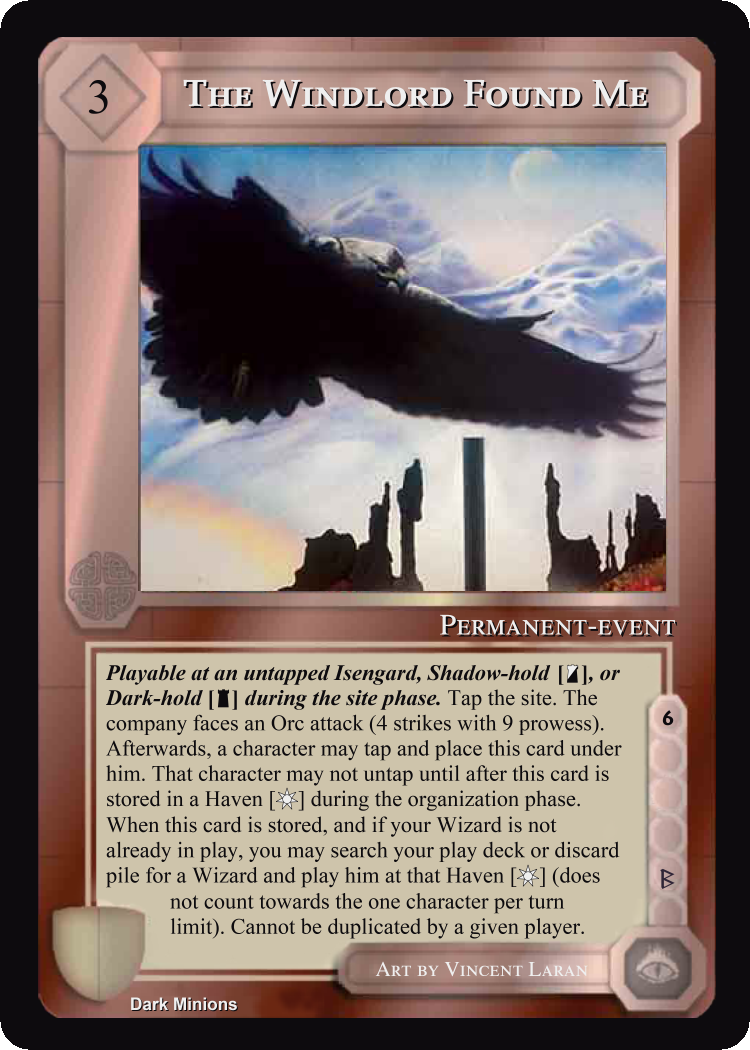 3
The Windlord Found Me
Permanent-event
Playable at an untapped Isengard, Shadow-hold [], or
Dark-hold [] during the site phase. Tap the site. The
company faces an Orc attack (4 strikes with 9 prowess).
Afterwards, a character may tap and place this card under
him. That character may not untap until after this card is
stored in a Haven [] during the organization phase.
When this card is stored, and if your Wizard is not
already in play, you may search your play deck or discard
pile for a Wizard and play him at that Haven [] (does
not count towards the one character per turn
limit). Cannot be duplicated by a given player.
6
ᛒ
Art by Vincent Laran
Dark Minions